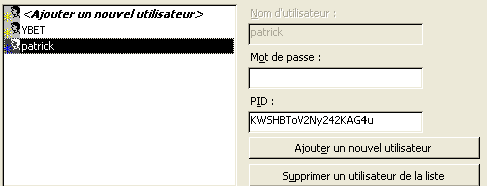 <Ajouter un nouvel utilisateur>
YBET
patrick
Nom d'utilisateur :
patrick
Mot de passe :
PID :
KWSHBToV2Ny242KAG4u
Ajouter un nouvel utilisateur
Supprimer un utilisateur de la liste